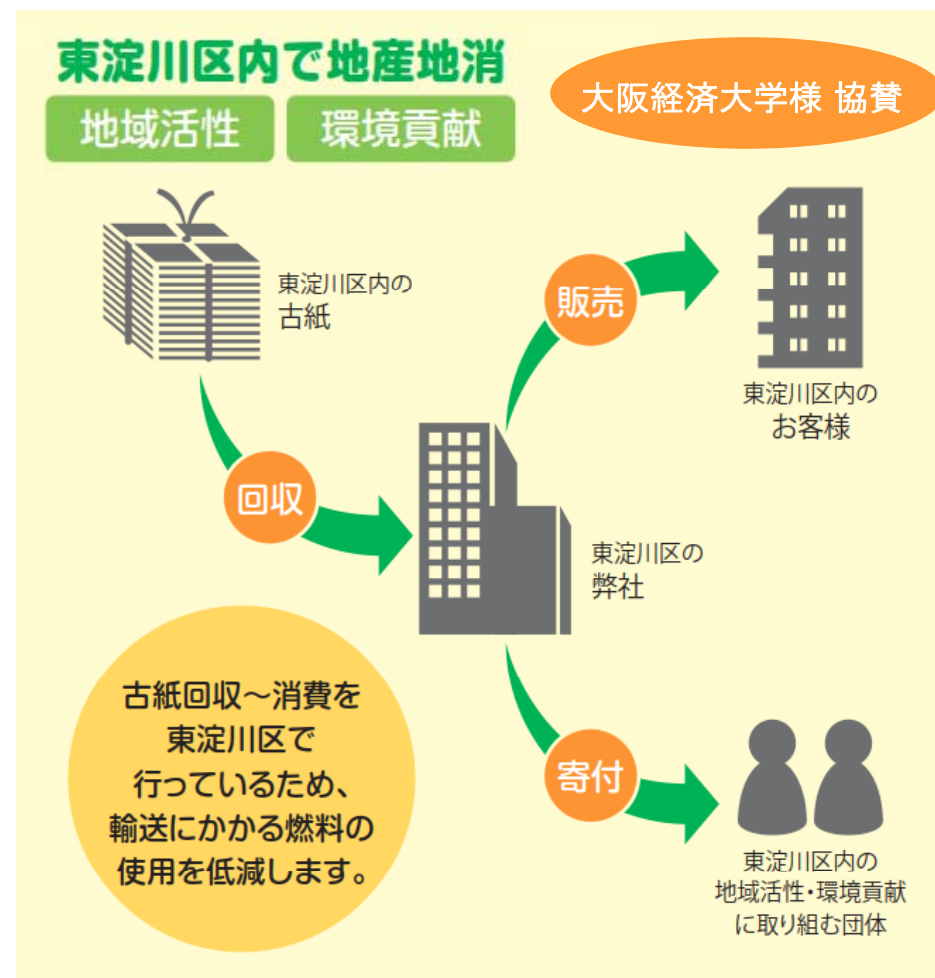 東淀川区内で地産地消
地域活性
環境貢献
大阪経済大学様 協賛
東淀川区内の
古紙
販売
東淀川区内の
お客様
回収
東淀川区の
弊社
古紙回収～消費を
東淀川区で
行っているため、
輸送にかかる燃料の
使用を低減します。
寄付
東淀川区内の
地域活性・環境貢献
に取り組む団体